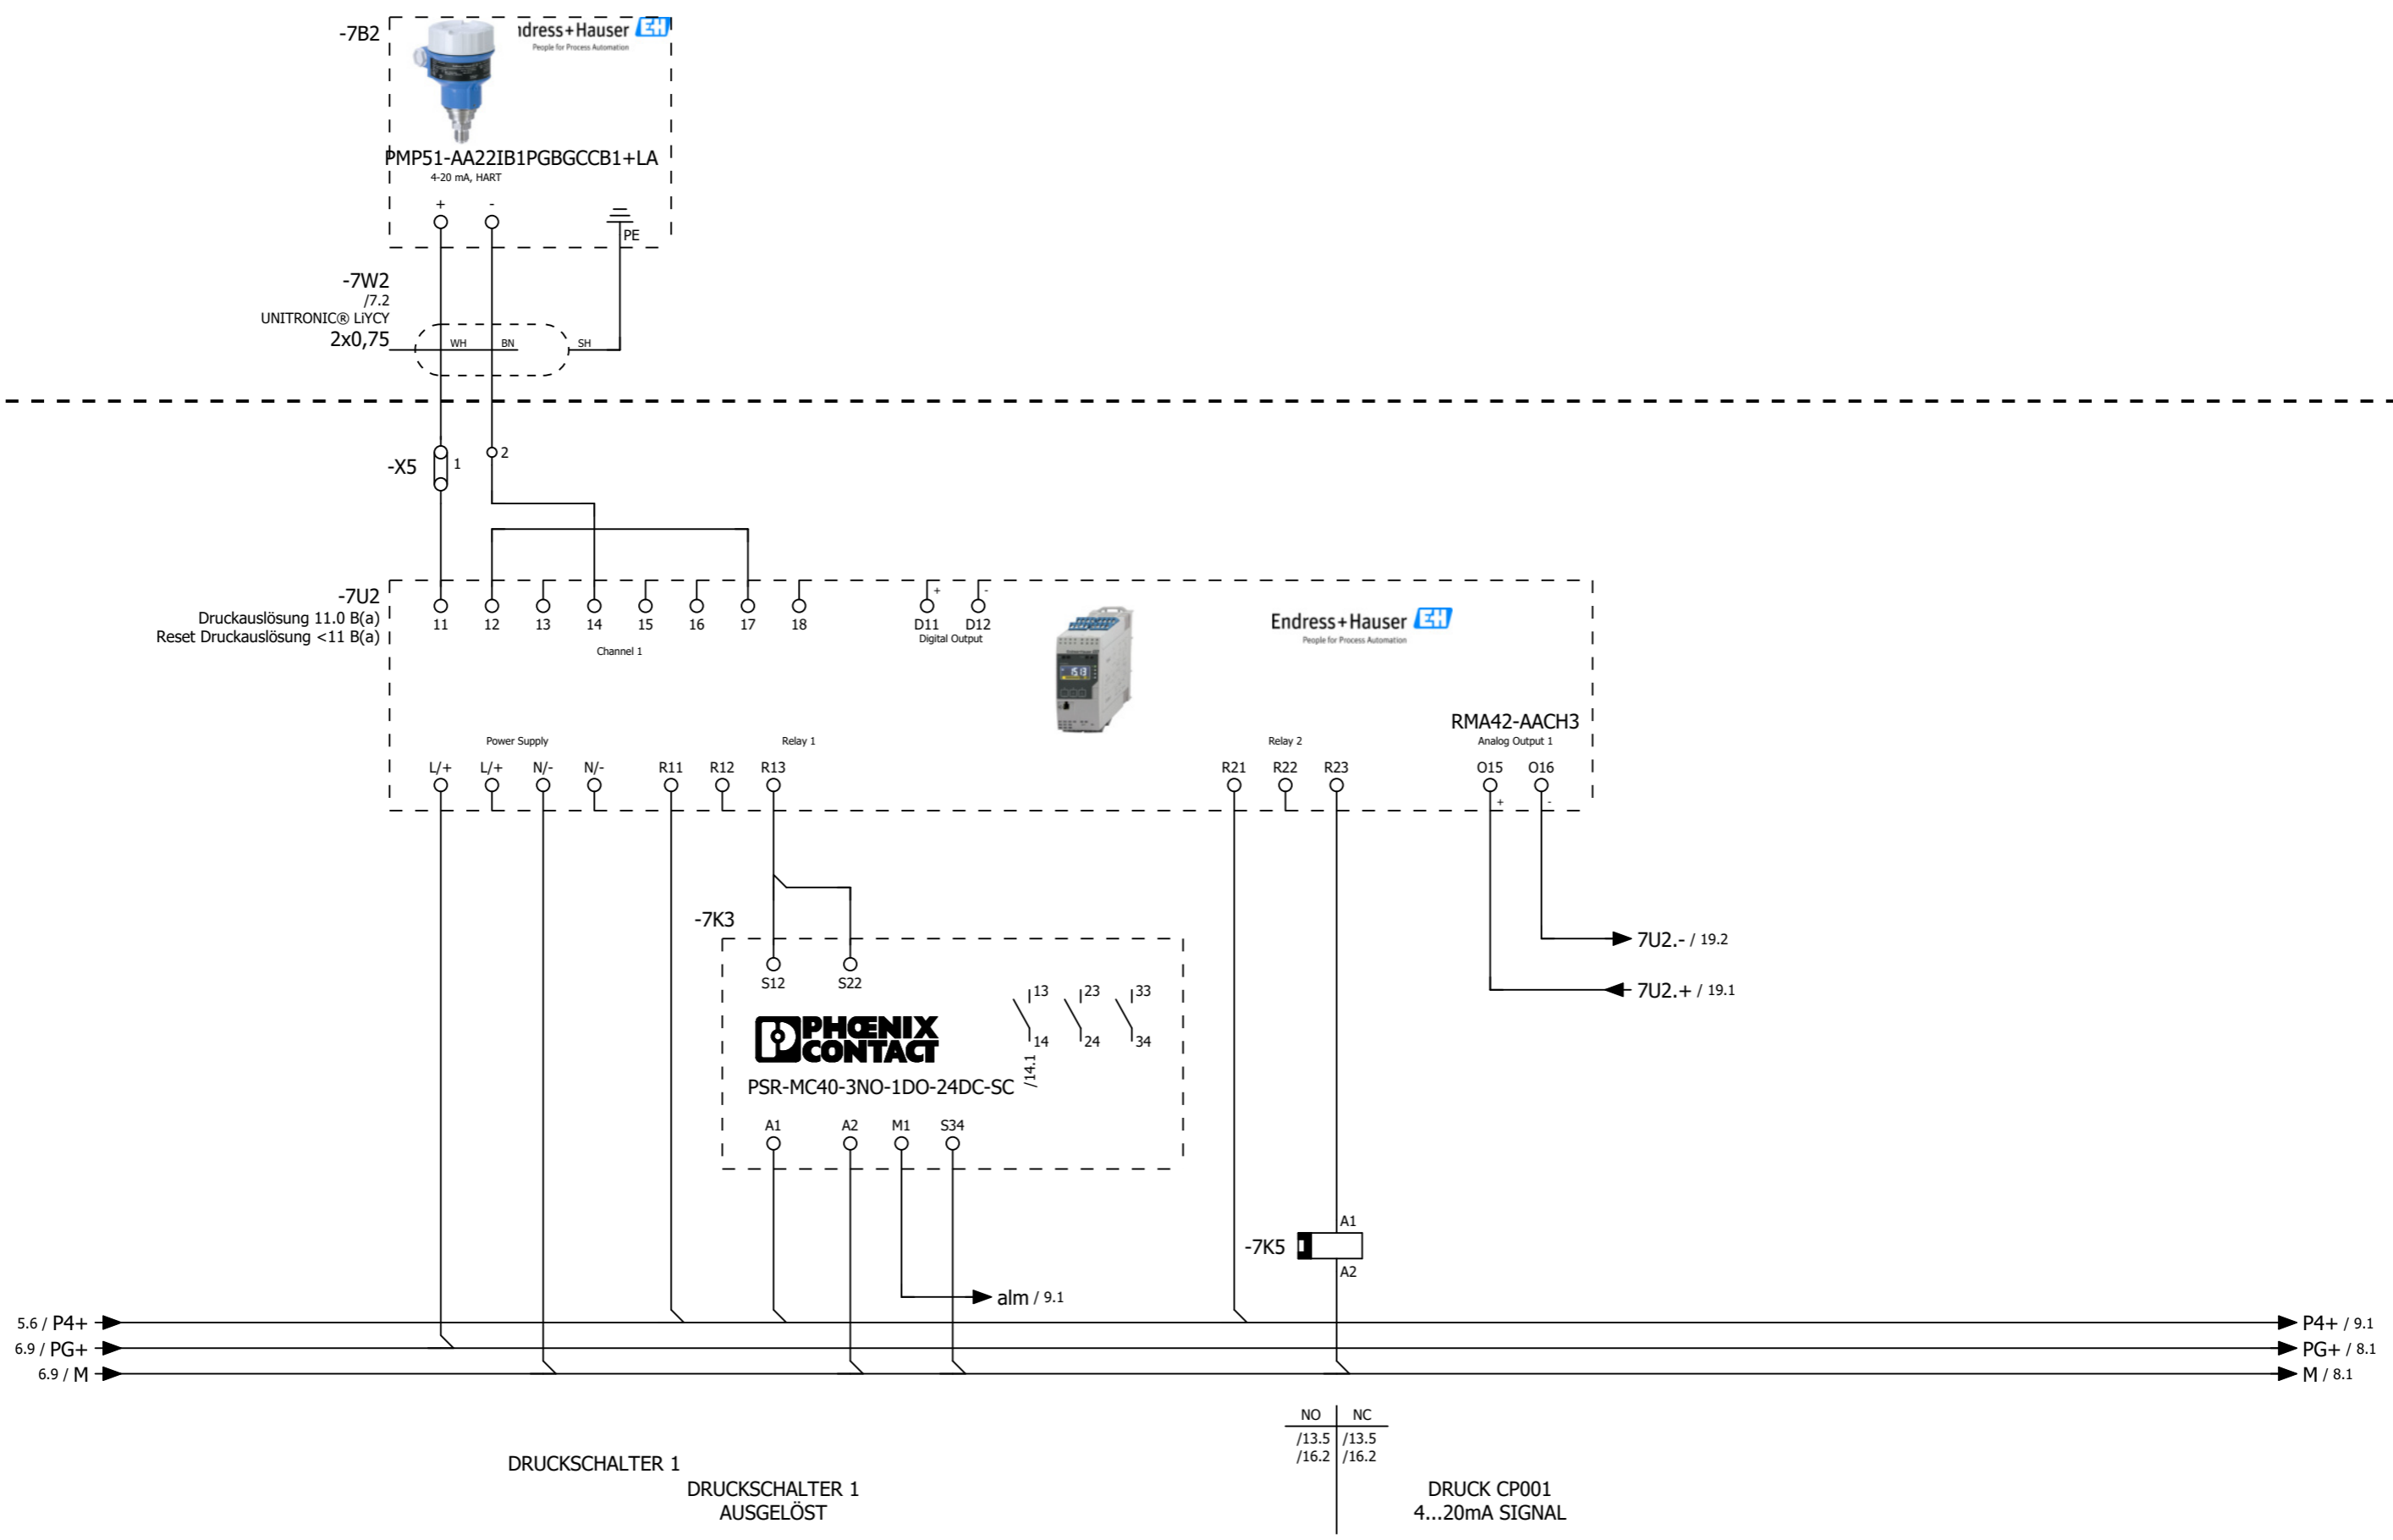 -7B2
ndress+Hauser EH
People for Process Automation
PMP51-AA22IB1PGBGCCB1+LA
4-20 mA, HART
+ -
PE
-7W2
/7.2
UNITRONIC® LiYCY
2x0,75
WH BN SH
-X5 1 2
-7U2
Druckauslösung 11.0 B(a)
Reset Druckauslösung <11 B(a)
11 12 13 14 15 16 17 18
Channel 1
+ -
D11 D12
Digital Output
Endress+Hauser EH
People for Process Automation
RMA42-AACH3
Power Supply Relay 1 Relay 2 Analog Output 1
L/+ L/+ N/- N/- R11 R12 R13 R21 R22 R23 O15 O16
+ -
-7K3
S12 S22
13 23 33
14 24 34
/14.1
PHŒNIX
CONTACT
PSR-MC40-3NO-1DO-24DC-SC
A1 A2 M1 S34
7U2.- / 19.2
7U2.+ / 19.1
A1
-7K5
A2
alm / 9.1
5.6 / P4+ P4+ / 9.1
6.9 / PG+ PG+ / 8.1
6.9 / M M / 8.1
NO NC
/13.5 /13.5
/16.2 /16.2
DRUCKSCHALTER 1
DRUCKSCHALTER 1
AUSGELÖST
DRUCK CP001
4...20mA SIGNAL